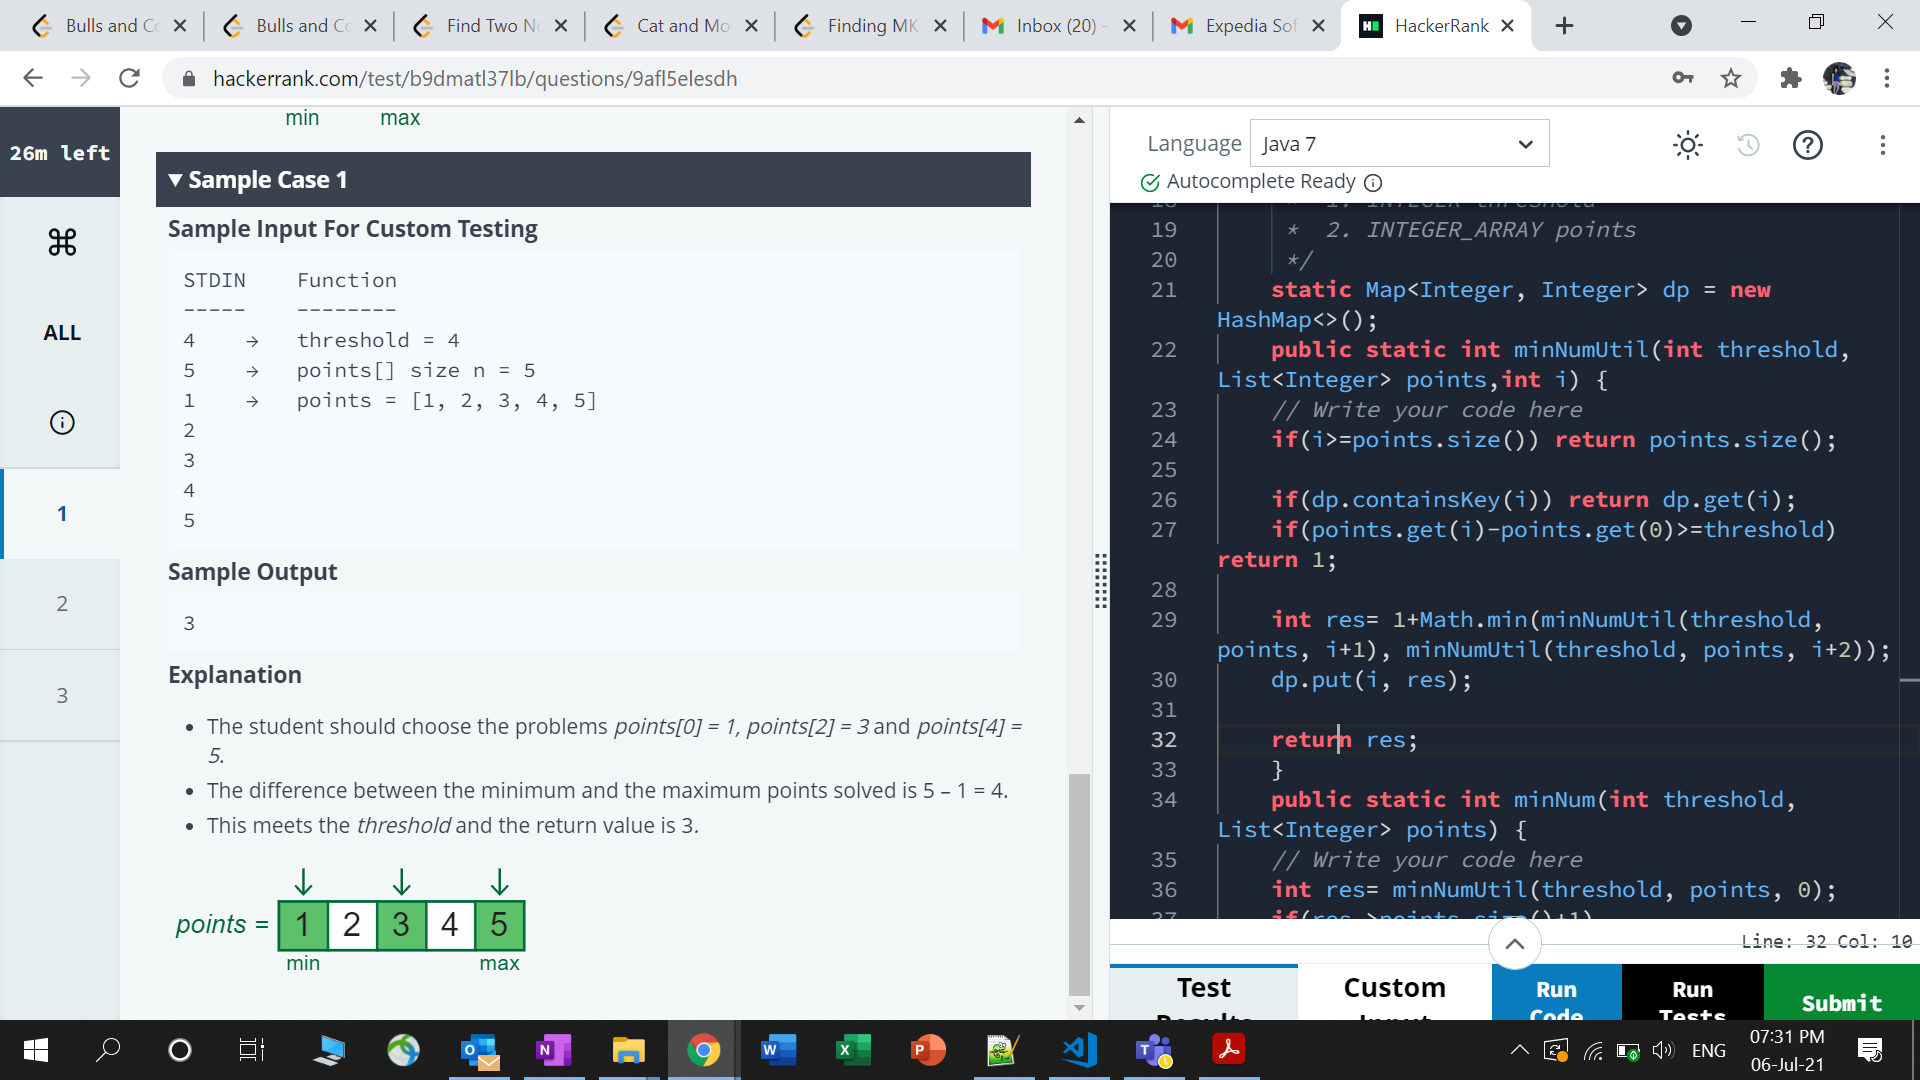 Bulls and Co
Bulls and Co
Find Two No
Cat and Mo
Finding MK
Inbox (20) -
Expedia Sof
HackerRank
hackerrank.com/test/b9dmatl37lb/questions/9afl5elesdh
26m left
ALL
1
2
3
min max
▼ Sample Case 1
Sample Input For Custom Testing
STDIN Function
----- --------
4 → threshold = 4
5 → points[] size n = 5
1 → points = [1, 2, 3, 4, 5]
2
3
4
5
Sample Output
3
Explanation
• The student should choose the problems points[0] = 1, points[2] = 3 and points[4] =
5.
• The difference between the minimum and the maximum points solved is 5 – 1 = 4.
• This meets the threshold and the return value is 3.
points = 1 2 3 4 5
min max
Language Java 7
Autocomplete Ready
18 * 1. INTEGER threshold
19 * 2. INTEGER_ARRAY points
20 */
21 static Map<Integer, Integer> dp = new
HashMap<>();
22 public static int minNumUtil(int threshold,
List<Integer> points,int i) {
23 // Write your code here
24 if(i>=points.size()) return points.size();
25
26 if(dp.containsKey(i)) return dp.get(i);
27 if(points.get(i)-points.get(0)>=threshold)
return 1;
28
29 int res= 1+Math.min(minNumUtil(threshold,
points, i+1), minNumUtil(threshold, points, i+2));
30 dp.put(i, res);
31
32 return res;
33 }
34 public static int minNum(int threshold,
List<Integer> points) {
35 // Write your code here
36 int res= minNumUtil(threshold, points, 0);
37 if(res >points.size()+1)
Line: 32 Col: 10
Test
Results
Custom
Input
Run
Code
Run
Tests
Submit
ENG
07:31 PM
06-Jul-21